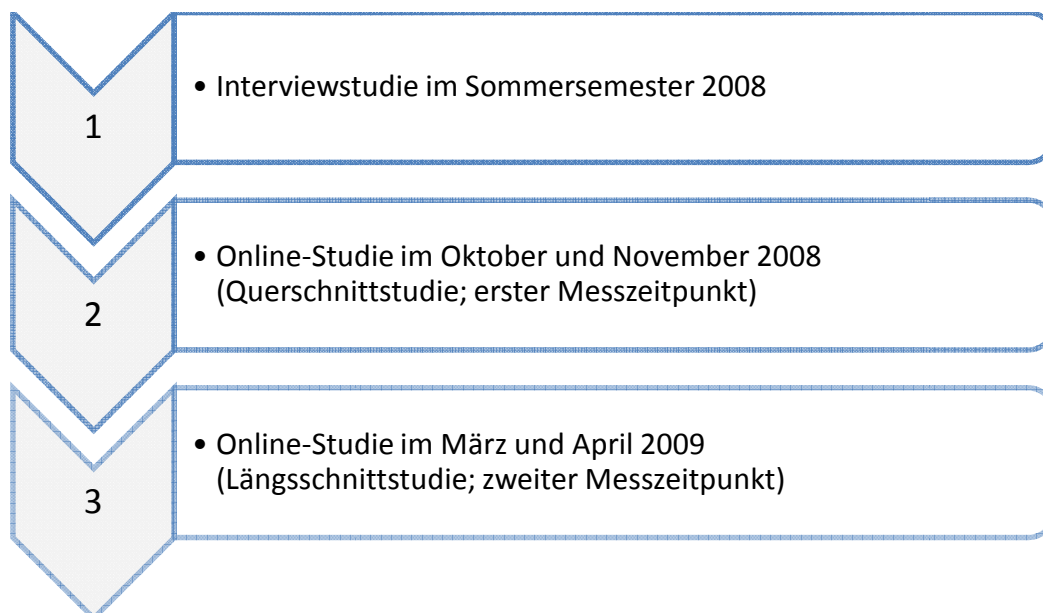 1
• Interviewstudie im Sommersemester 2008
2
• Online-Studie im Oktober und November 2008
(Querschnittstudie; erster Messzeitpunkt)
3
• Online-Studie im März und April 2009
(Längsschnittstudie; zweiter Messzeitpunkt)